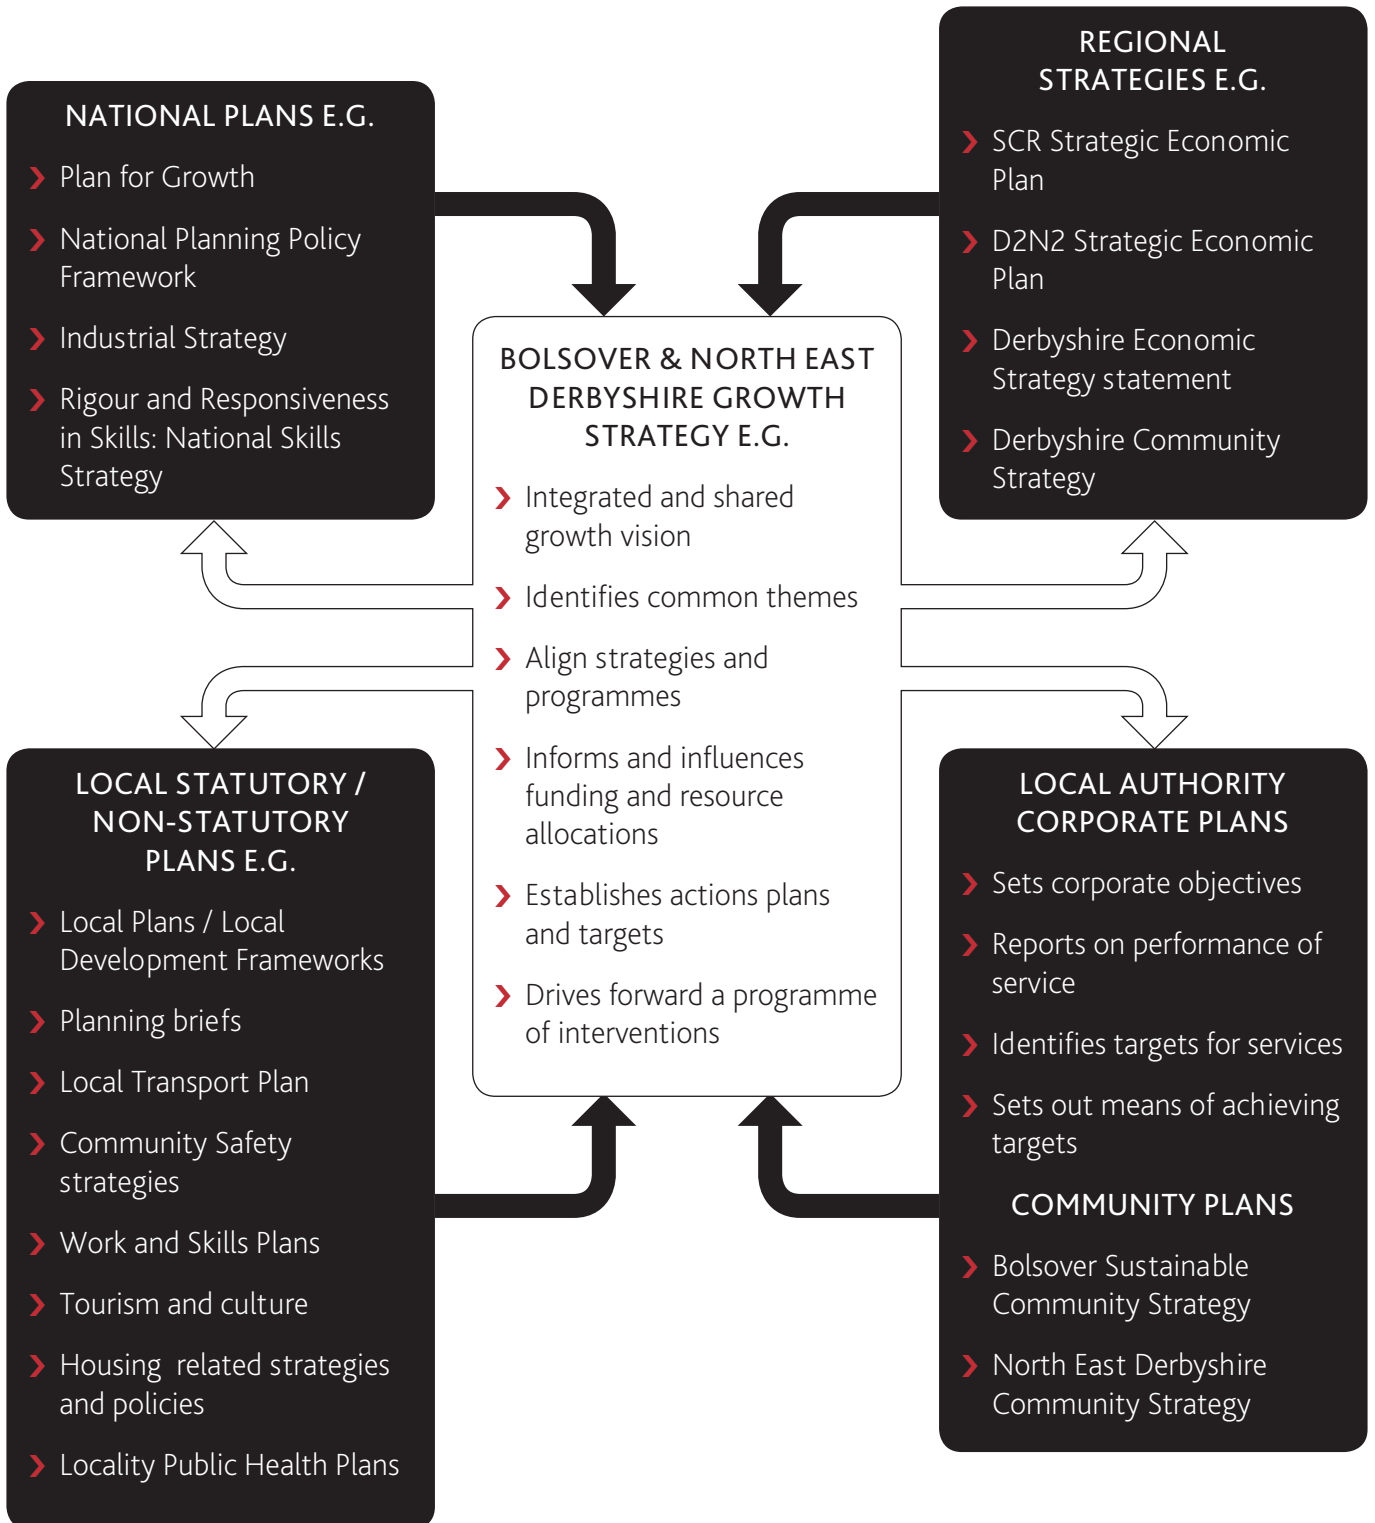 NATIONAL PLANS E.G.
Plan for Growth
National Planning Policy
Framework
Industrial Strategy
Rigour and Responsiveness
in Skills: National Skills
Strategy
REGIONAL
STRATEGIES E.G.
SCR Strategic Economic
Plan
D2N2 Strategic Economic
Plan
Derbyshire Economic
Strategy statement
Derbyshire Community
Strategy
BOLSOVER & NORTH EAST
DERBYSHIRE GROWTH
STRATEGY E.G.
Integrated and shared
growth vision
Identifies common themes
Align strategies and
programmes
Informs and influences
funding and resource
allocations
Establishes actions plans
and targets
Drives forward a programme
of interventions
LOCAL STATUTORY /
NON-STATUTORY
PLANS E.G.
Local Plans / Local
Development Frameworks
Planning briefs
Local Transport Plan
Community Safety
strategies
Work and Skills Plans
Tourism and culture
Housing  related strategies
and policies
Locality Public Health Plans
LOCAL AUTHORITY
CORPORATE PLANS
Sets corporate objectives
Reports on performance of
service
Identifies targets for services
Sets out means of achieving
targets
COMMUNITY PLANS
Bolsover Sustainable
Community Strategy
North East Derbyshire
Community Strategy